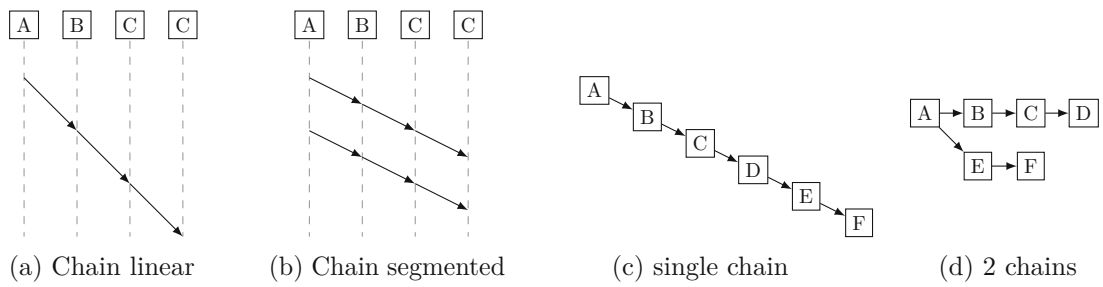 A B C C
(a) Chain linear
A B C C
(b) Chain segmented
A
B
C
D
E
F
(c) single chain
A B C D
E F
(d) 2 chains